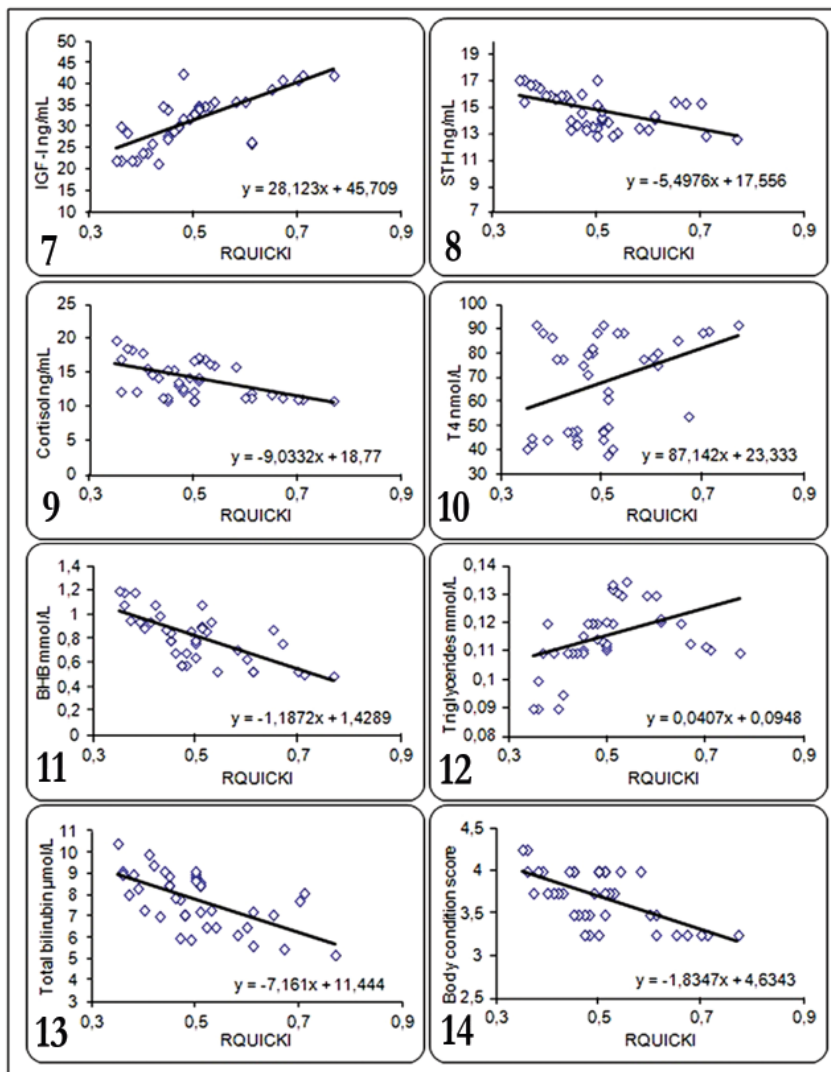 50
45
40
35
30
25
20
15
10
IGF-I ng/mL
y = 28,123x + 45,709
0,3 0,5 0,7 0,9
RQUICKI
7
19
17
15
13
11
9
7
STH ng/mL
y = -5,4976x + 17,556
0,3 0,5 0,7 0,9
RQUICKI
8
25
20
15
10
5
0
Cortisol ng/mL
y = -9,0332x + 18,77
0,3 0,5 0,7 0,9
RQUICKI
9
100
90
80
70
60
50
40
30
T4 nmol/L
y = 87,142x + 23,333
0,3 0,5 0,7 0,9
RQUICKI
10
1,4
1,2
1
0,8
0,6
0,4
0,2
0
BHB mmol/L
y = -1,1872x + 1,4289
0,3 0,5 0,7 0,9
RQUICKI
11
0,14
0,13
0,12
0,11
0,1
0,09
0,08
Triglycerides mmol/L
y = 0,0407x + 0,0948
0,3 0,5 0,7 0,9
RQUICKI
12
11
10
9
8
7
6
5
4
3
Total bilirubin µmol/L
y = -7,161x + 11,444
0,3 0,5 0,7 0,9
RQUICKI
13
4,5
4
3,5
3
2,5
Body condition score
y = -1,8347x + 4,6343
0,3 0,5 0,7 0,9
RQUICKI
14